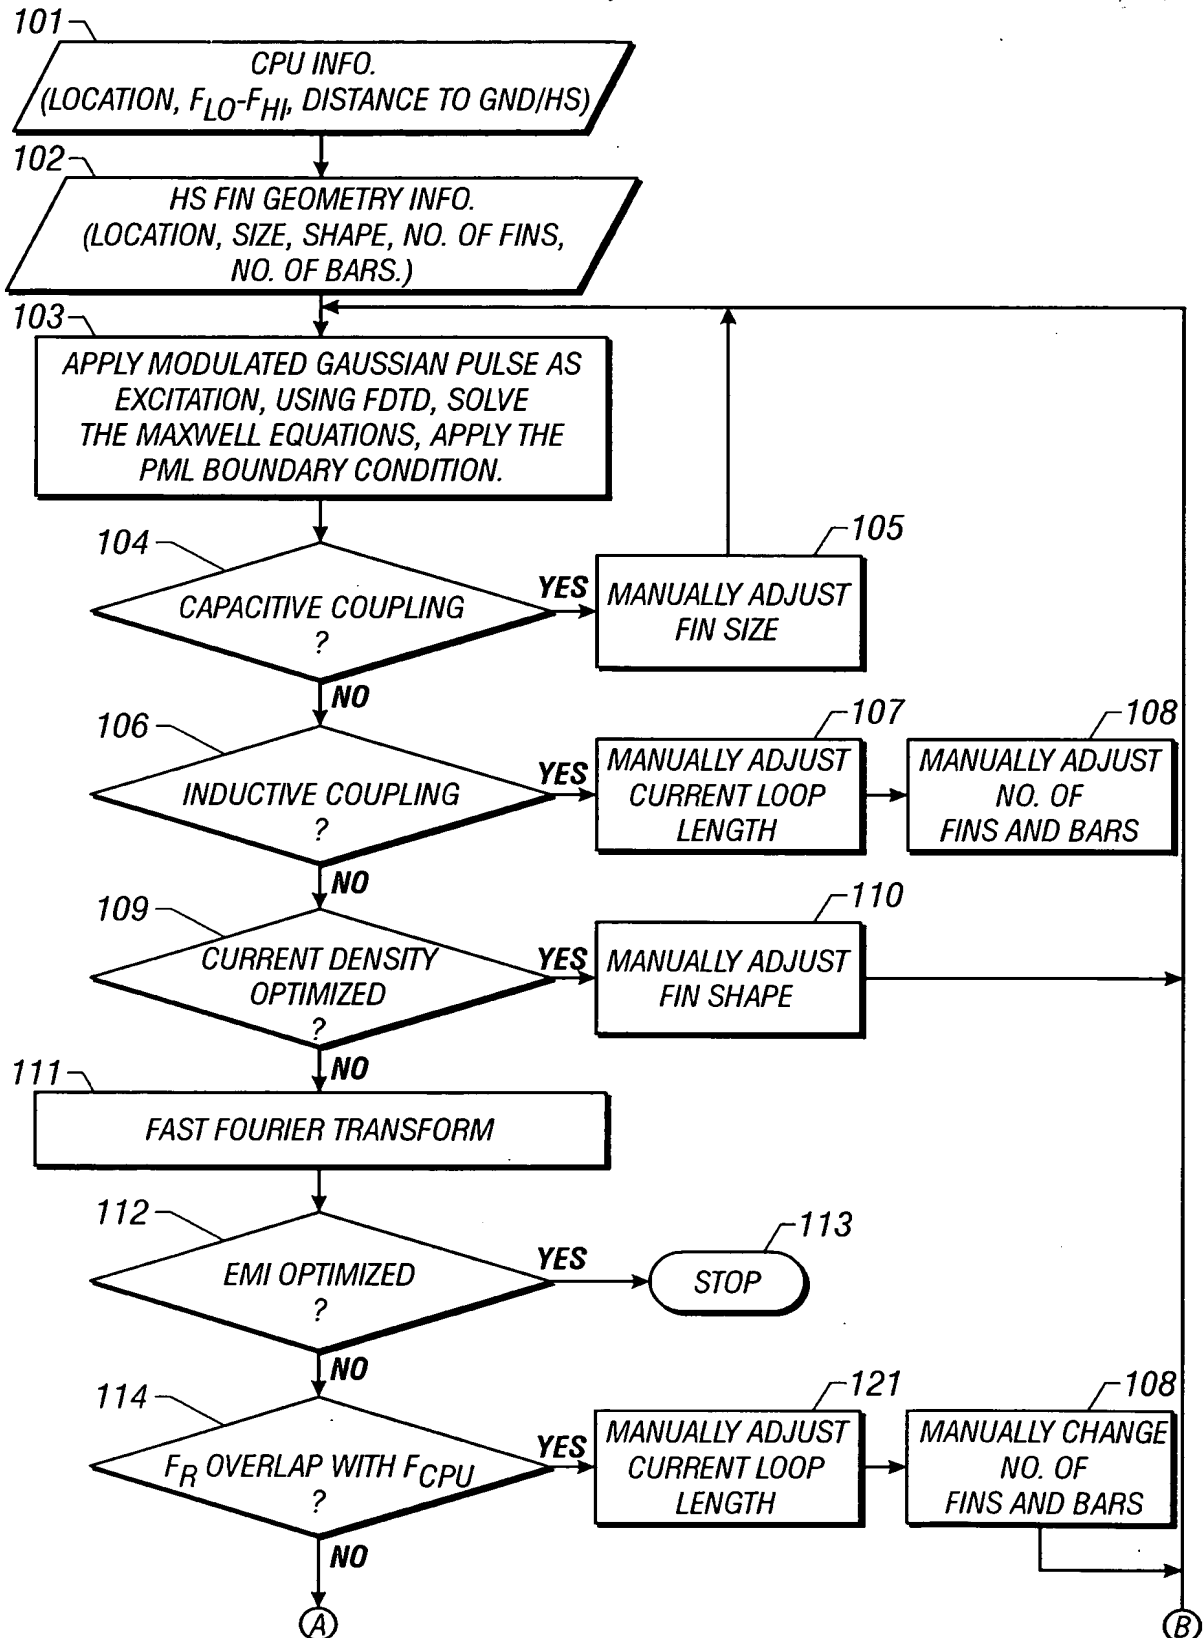 101
CPU INFO.
(LOCATION, FLO-FHI, DISTANCE TO GND/HS)
102
HS FIN GEOMETRY INFO.
(LOCATION, SIZE, SHAPE, NO. OF FINS,
NO. OF BARS.)
103
APPLY MODULATED GAUSSIAN PULSE AS
EXCITATION, USING FDTD, SOLVE
THE MAXWELL EQUATIONS, APPLY THE
PML BOUNDARY CONDITION.
104
CAPACITIVE COUPLING
?
YES
105
MANUALLY ADJUST
FIN SIZE
NO
106
INDUCTIVE COUPLING
?
YES
107
MANUALLY ADJUST
CURRENT LOOP
LENGTH
108
MANUALLY ADJUST
NO. OF
FINS AND BARS
NO
109
CURRENT DENSITY
OPTIMIZED
?
YES
110
MANUALLY ADJUST
FIN SHAPE
NO
111
FAST FOURIER TRANSFORM
112
EMI OPTIMIZED
?
YES
113
STOP
NO
114
FR OVERLAP WITH FCPU
?
YES
121
MANUALLY ADJUST
CURRENT LOOP
LENGTH
108
MANUALLY CHANGE
NO. OF
FINS AND BARS
NO
A
B